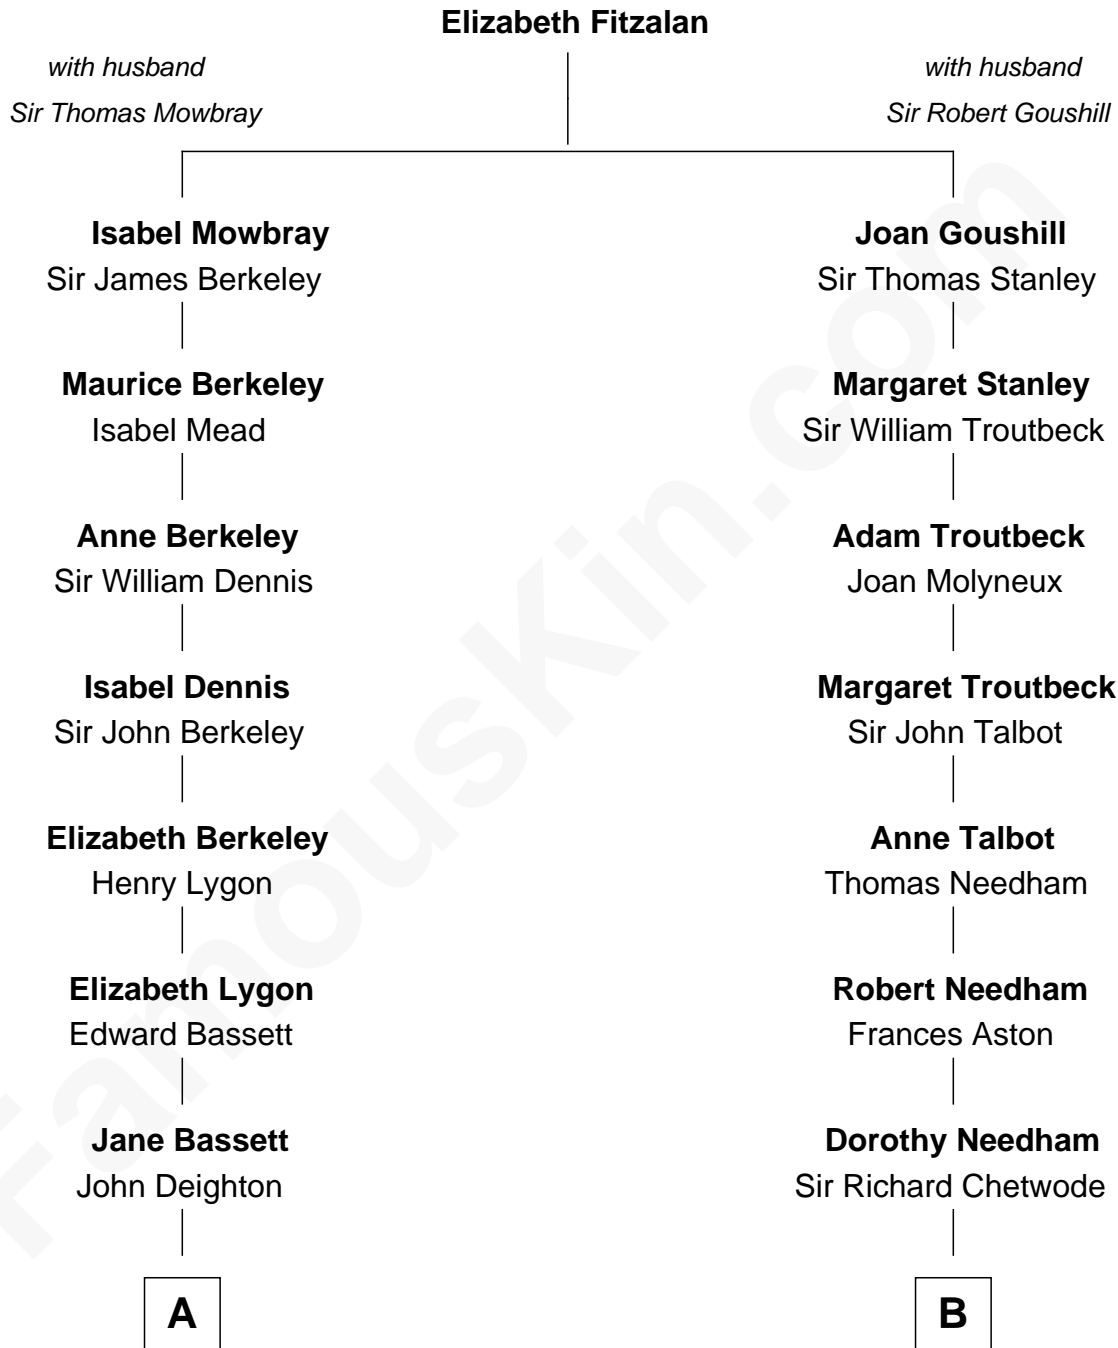 Elizabeth Fitzalan
with husband
Sir Thomas Mowbray
with husband
Sir Robert Goushill
Isabel Mowbray
Sir James Berkeley
Maurice Berkeley
Isabel Mead
Anne Berkeley
Sir William Dennis
Isabel Dennis
Sir John Berkeley
Elizabeth Berkeley
Henry Lygon
Elizabeth Lygon
Edward Bassett
Jane Bassett
John Deighton
A
Joan Goushill
Sir Thomas Stanley
Margaret Stanley
Sir William Troutbeck
Adam Troutbeck
Joan Molyneux
Margaret Troutbeck
Sir John Talbot
Anne Talbot
Thomas Needham
Robert Needham
Frances Aston
Dorothy Needham
Sir Richard Chetwode
B
FamousKin.com